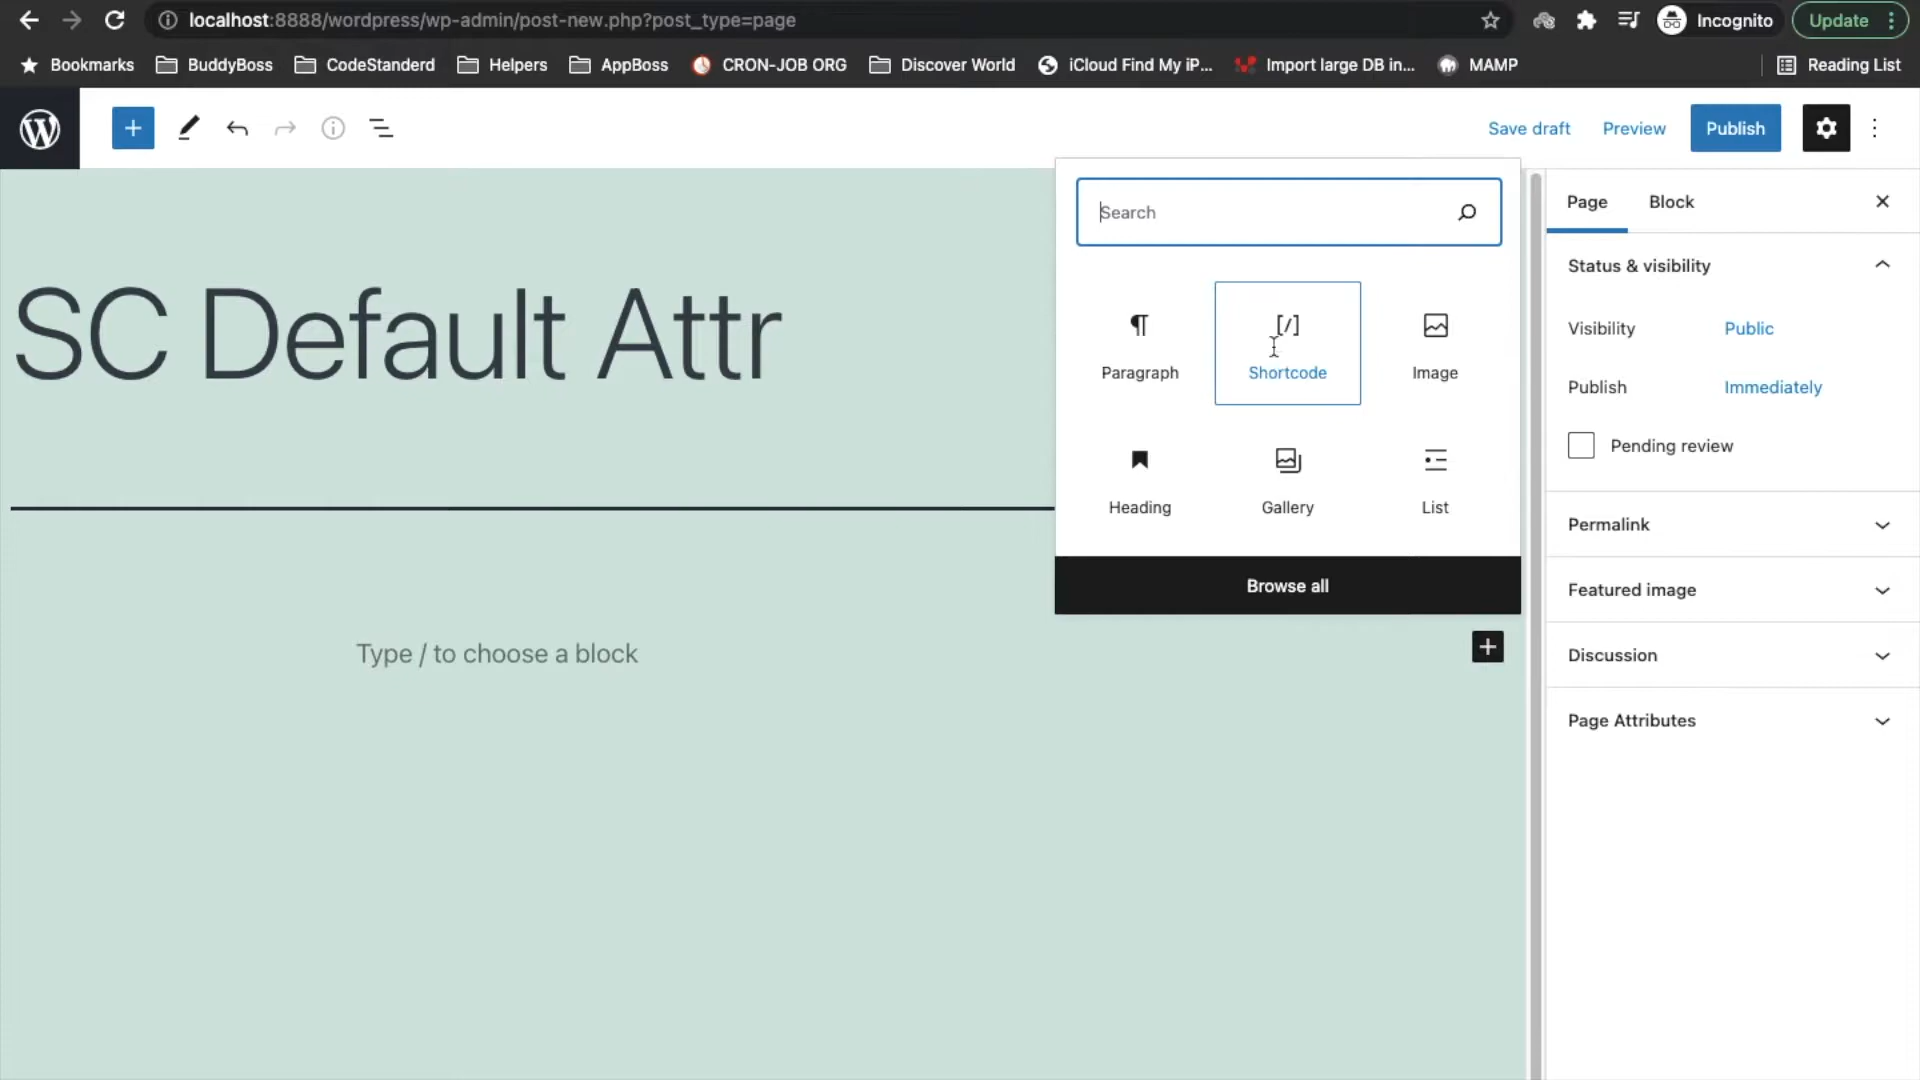 localhost:8888/wordpress/wp-admin/post-new.php?post_type=page
Incognito
Update
Bookmarks
BuddyBoss
CodeStanderd
Helpers
AppBoss
CRON-JOB ORG
Discover World
iCloud Find My iP...
Import large DB in...
MAMP
Reading List
Save draft
Preview
Publish
Search
Paragraph
[/]
Shortcode
Image
Heading
Gallery
List
Browse all
SC Default Attr
Type / to choose a block
Page
Block
Status & visibility
Visibility
Public
Publish
Immediately
Pending review
Permalink
Featured image
Discussion
Page Attributes